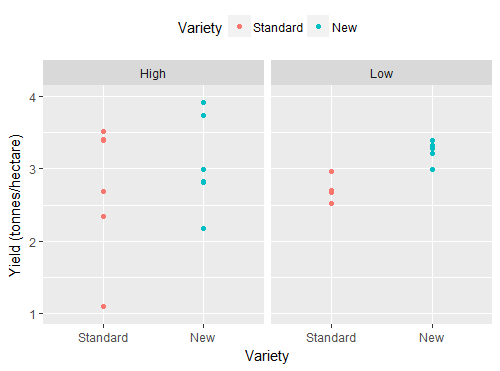 Variety Standard New
High Low
4
3
2
1
Yield (tonnes/hectare)
Standard New Standard New
Variety